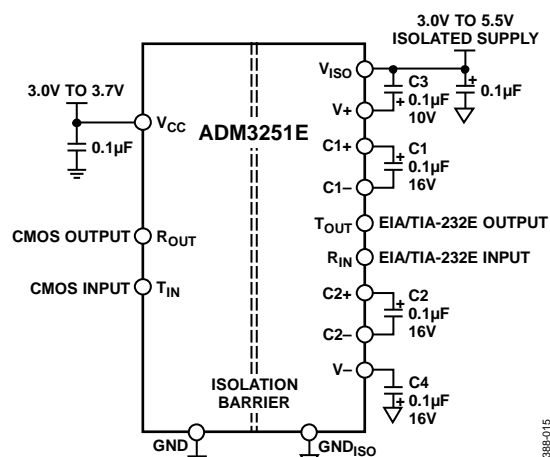 3.0V TO 5.5V
ISOLATED SUPPLY
3.0V TO 3.7V
0.1µF
VCC
ADM3251E
VISO
V+
+
C3
0.1µF
10V
+
0.1µF
C1+
C1–
+
C1
0.1µF
16V
CMOS OUTPUT
ROUT
TOUT
EIA/TIA-232E OUTPUT
RIN
EIA/TIA-232E INPUT
CMOS INPUT
TIN
C2+
C2–
+
C2
0.1µF
16V
V–
C4
+
0.1µF
16V
ISOLATION
BARRIER
GND
GNDISO
388-015